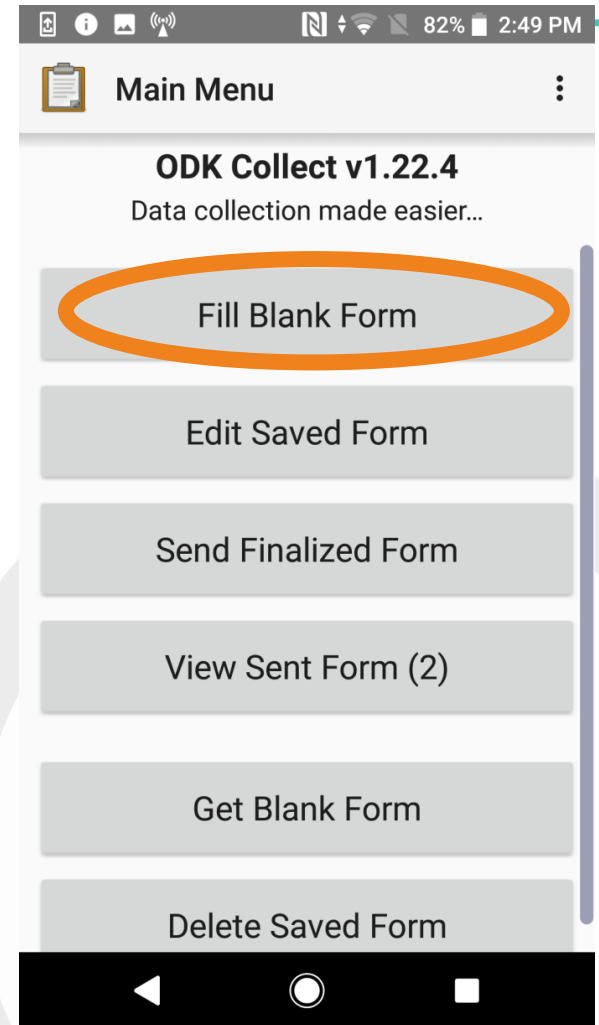 82% 2:49 PM
Main Menu
ODK Collect v1.22.4
Data collection made easier...
Fill Blank Form
Edit Saved Form
Send Finalized Form
View Sent Form (2)
Get Blank Form
Delete Saved Form